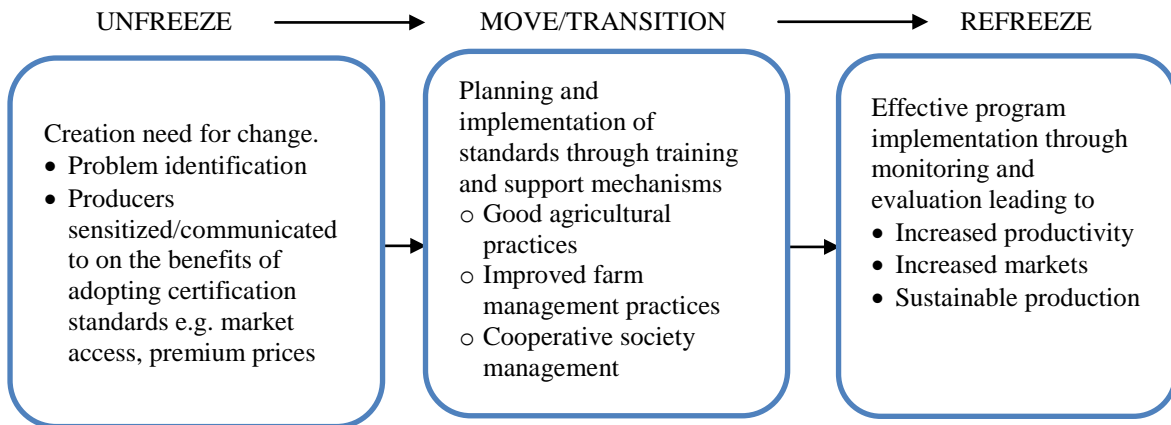 UNFREEZE
MOVE/TRANSITION
REFREEZE
Creation need for change.
• Problem identification
• Producers
sensitized/communicated
to on the benefits of
adopting certification
standards e.g. market
access, premium prices
Planning and
implementation of
standards through training
and support mechanisms
o Good agricultural
practices
o Improved farm
management practices
o Cooperative society
management
Effective program
implementation through
monitoring and
evaluation leading to
• Increased productivity
• Increased markets
• Sustainable production